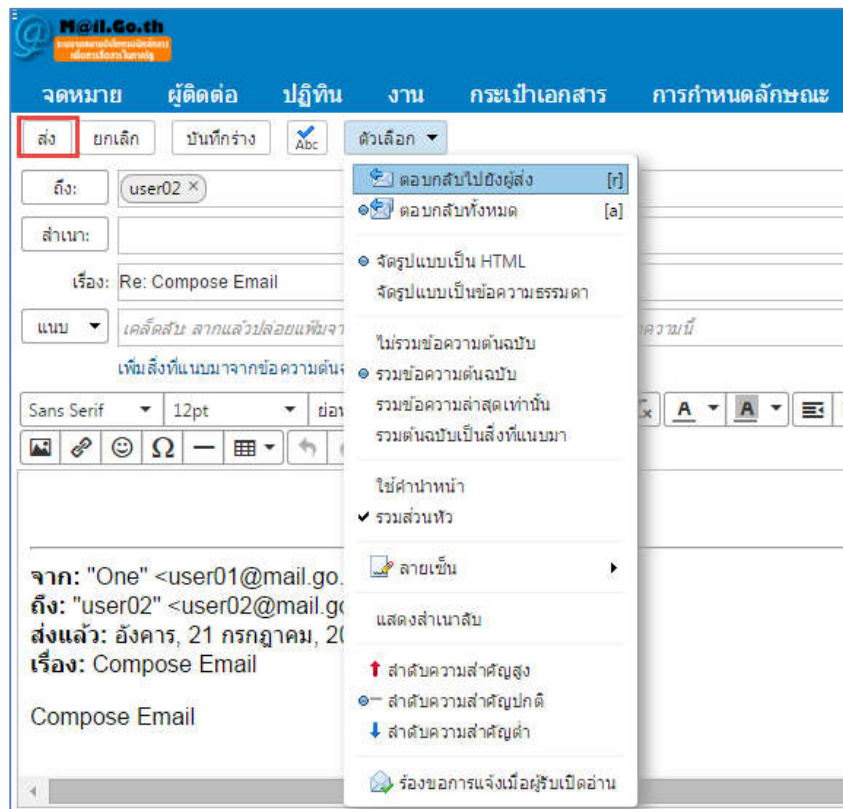 M@il.Go.th
จดหมาย ผู้ติดต่อ ปฏิทิน งาน กระเป๋าเอกสาร การกำหนดลักษณะ
ส่ง ยกเลิก บันทึกร่าง Abc ตัวเลือก
ถึง: user02 ×
สำเนา:
เรื่อง: Re: Compose Email
แนบ เคล็ดลับ: ลากแล้วปล่อยแฟ้มจา
เพิ่มสิ่งที่แนบมาจากข้อความต้นฉ
Sans Serif 12pt ย่อห A A
จาก: "One" <user01@mail.go.
ถึง: "user02" <user02@mail.go
ส่งแล้ว: อังคาร, 21 กรกฎาคม, 20
เรื่อง: Compose Email
Compose Email
ตอบกลับไปยังผู้ส่ง [r]
ตอบกลับทั้งหมด [a]
จัดรูปแบบเป็น HTML
จัดรูปแบบเป็นข้อความธรรมดา
ไม่รวมข้อความต้นฉบับ
รวมข้อความต้นฉบับ
รวมข้อความล่าสุดเท่านั้น
รวมต้นฉบับเป็นสิ่งที่แนบมา
ใช้คำนำหน้า
✔ รวมส่วนหัว
ลายเซ็น
แสดงสำเนาลับ
ลำดับความสำคัญสูง
ลำดับความสำคัญปกติ
ลำดับความสำคัญต่ำ
ร้องขอการแจ้งเมื่อผู้รับเปิดอ่าน